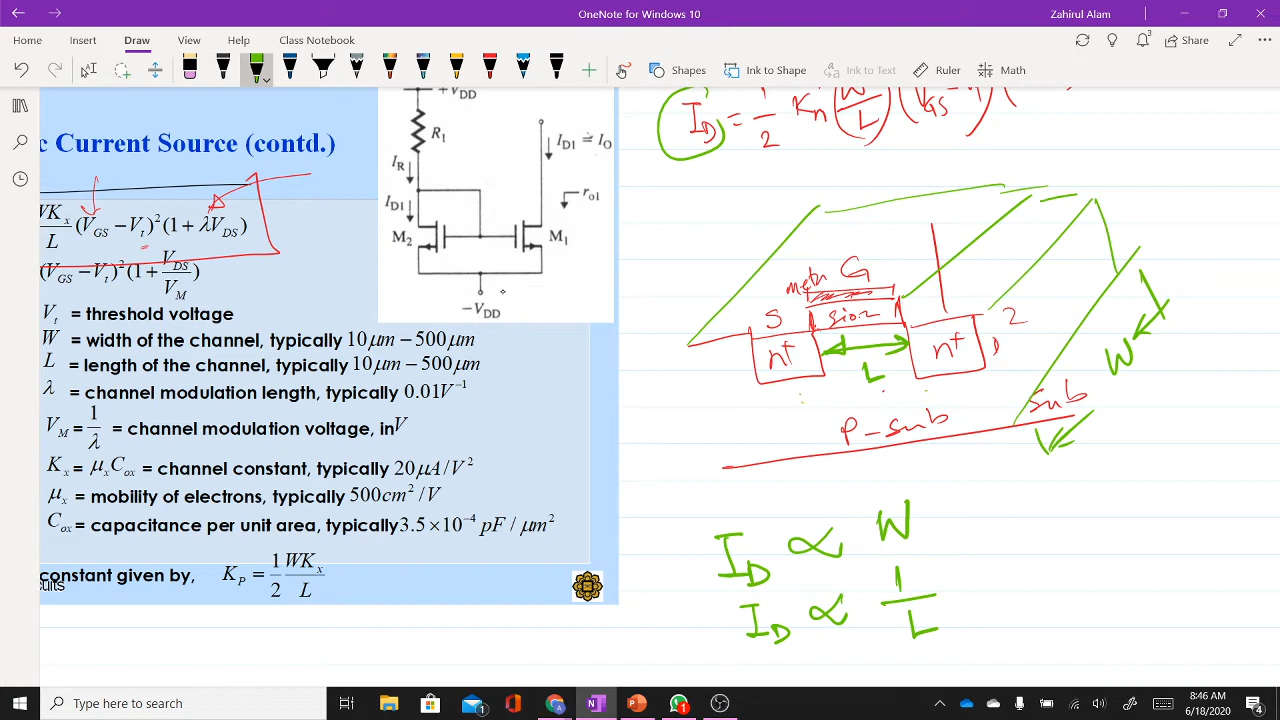 OneNote for Windows 10
Zahirul Alam
Home
Insert
Draw
View
Help
Class Notebook
Share
Shapes
Ink to Shape
Ink to Text
Ruler
Math
c Current Source (contd.)
WK_x / L (V_GS − V_t)^2 (1 + λV_DS)
(V_GS − V_t)^2 (1 + V_DS / V_M)
V_t = threshold voltage
W = width of the channel, typically 10μm − 500μm
L = length of the channel, typically 10μm − 500μm
λ = channel modulation length, typically 0.01V^−1
V_M = 1/λ = channel modulation voltage, in V
K_x = μ_x C_ox = channel constant, typically 20μA/V^2
μ_x = mobility of electrons, typically 500cm^2/V
C_ox = capacitance per unit area, typically 3.5×10^−4 pF/μm^2
constant given by, K_P = 1/2 WK_x / L
cuits
+V_DD
R_1
I_R
I_D1 ≅ I_O
I_D1
r_o1
M_2
M_1
−V_DD
I_D = 1/2 K_n (W/L) (V_GS −
metal G
S
sio2
n+
n+
2
D
L
W
P-sub
sub
I_D ∝ W
I_D ∝ 1/L
Type here to search
1
1
8:46 AM
6/18/2020